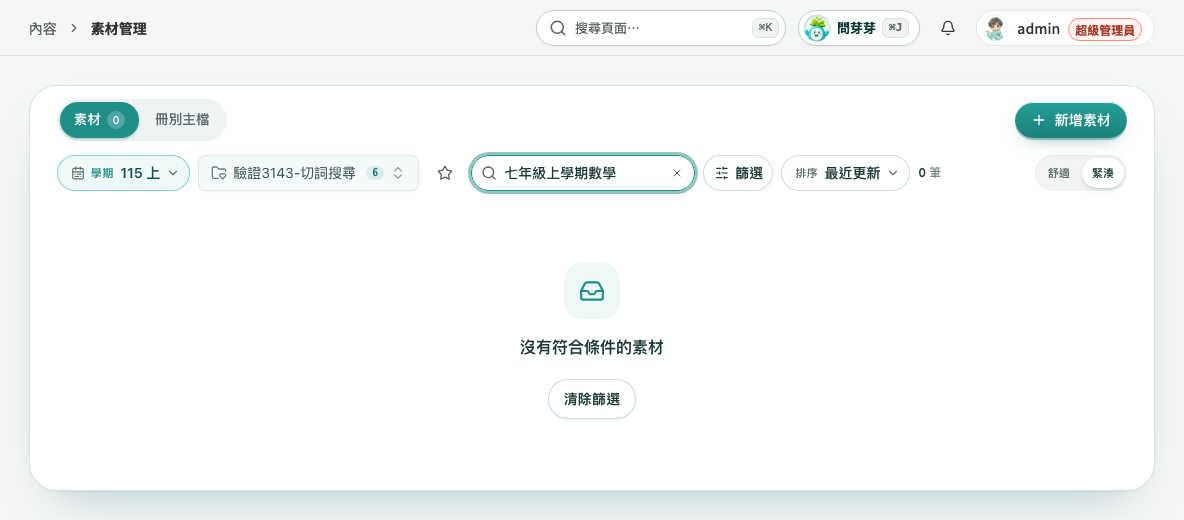 內容 > 素材管理
搜尋頁面… ⌘K
問芽芽 ⌘J
admin 超級管理員
素材 0 冊別主檔
+ 新增素材
學期 115 上
驗證3143-切詞搜尋 6
七年級上學期數學 ×
篩選
排序 最近更新
0 筆
舒適 緊湊
沒有符合條件的素材
清除篩選